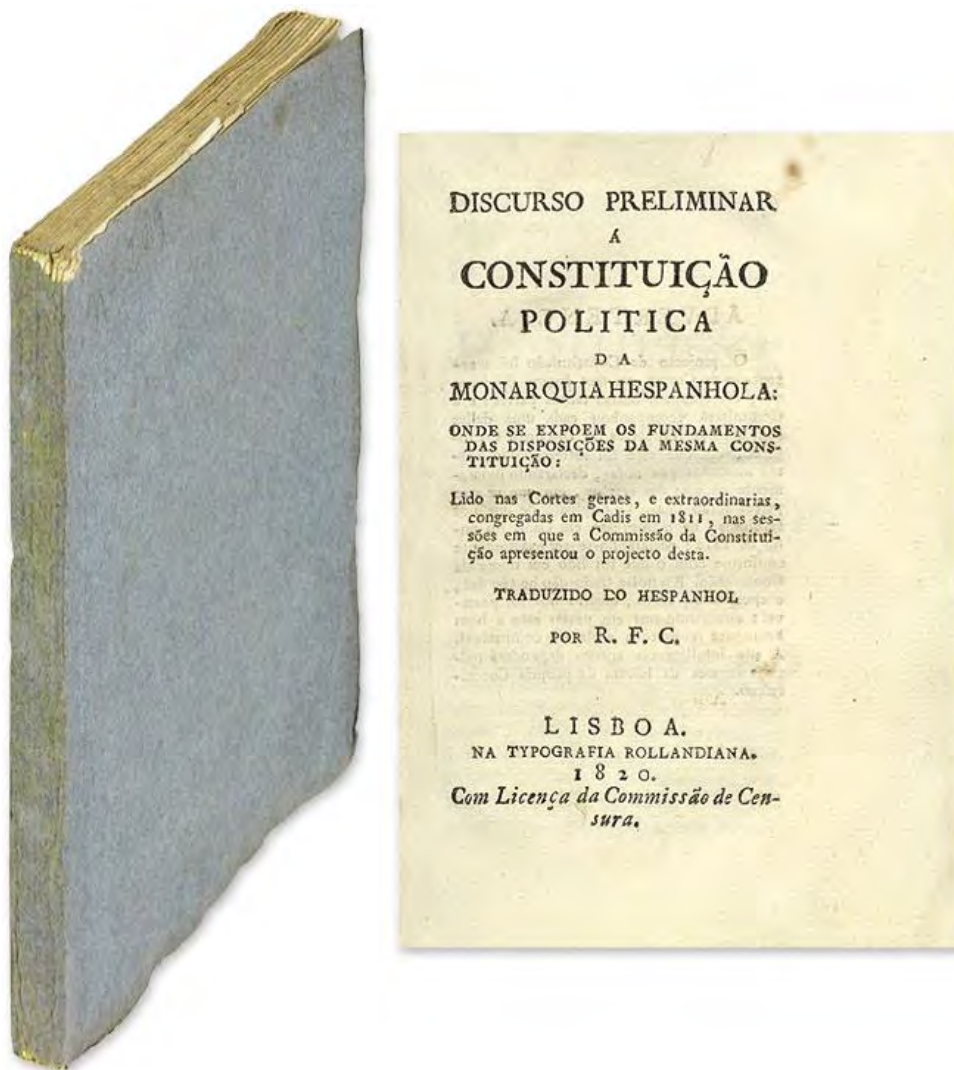 DISCURSO PRELIMINAR
Á
CONSTITUIÇÃO
POLITICA
DA
MONARQUIA HESPANHOLA:
ONDE SE EXPOEM OS FUNDAMENTOS
DAS DISPOSIÇÕES DA MESMA CONS-
TITUIÇÃO:
Lido nas Cortes geraes, e extraordinarias,
congregadas em Cadis em 1811, nas ses-
sões em que a Commissão da Constitui-
ção apresentou o projecto desta.
TRADUZIDO DO HESPANHOL
POR R. F. C.
LISBOA.
NA TYPOGRAFIA ROLLANDIANA.
1820.
Com Licença da Commissão de Cen-
sura.